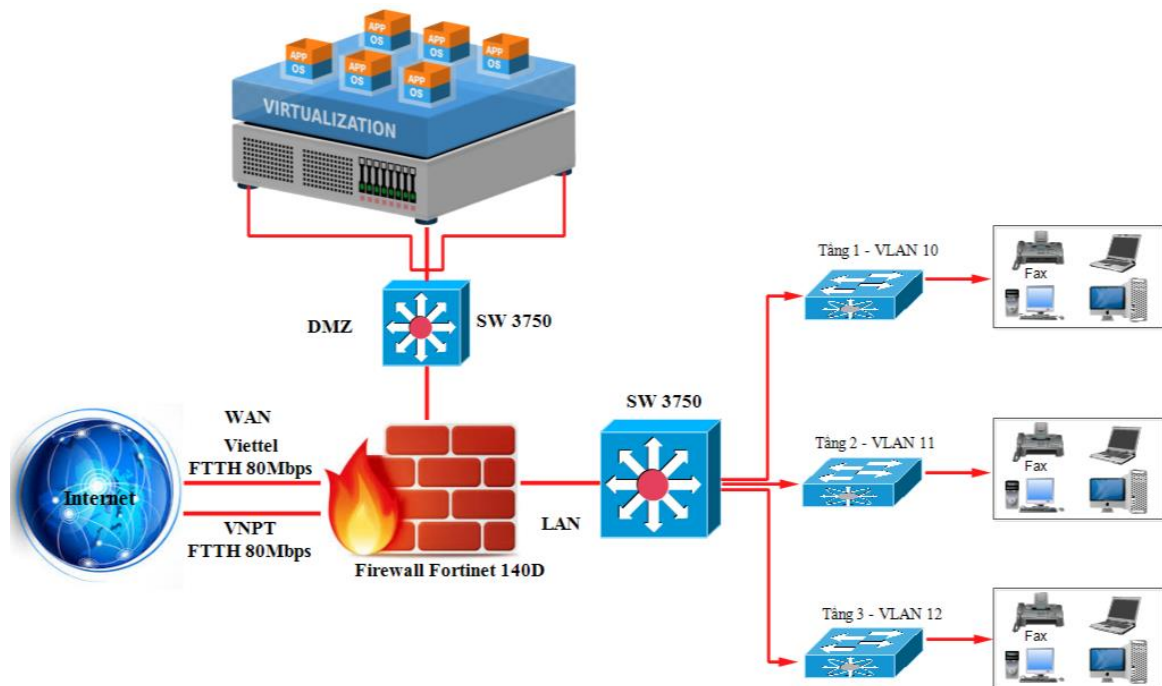 APP
OS
APP
OS
APP
OS
APP
OS
APP
OS
APP
OS
VIRTUALIZATION
DMZ
SW 3750
WAN
Viettel
FTTH 80Mbps
Internet
VNPT
FTTH 80Mbps
Firewall Fortinet 140D
LAN
SW 3750
Tầng 1 - VLAN 10
Fax
Tầng 2 - VLAN 11
Fax
Tầng 3 - VLAN 12
Fax